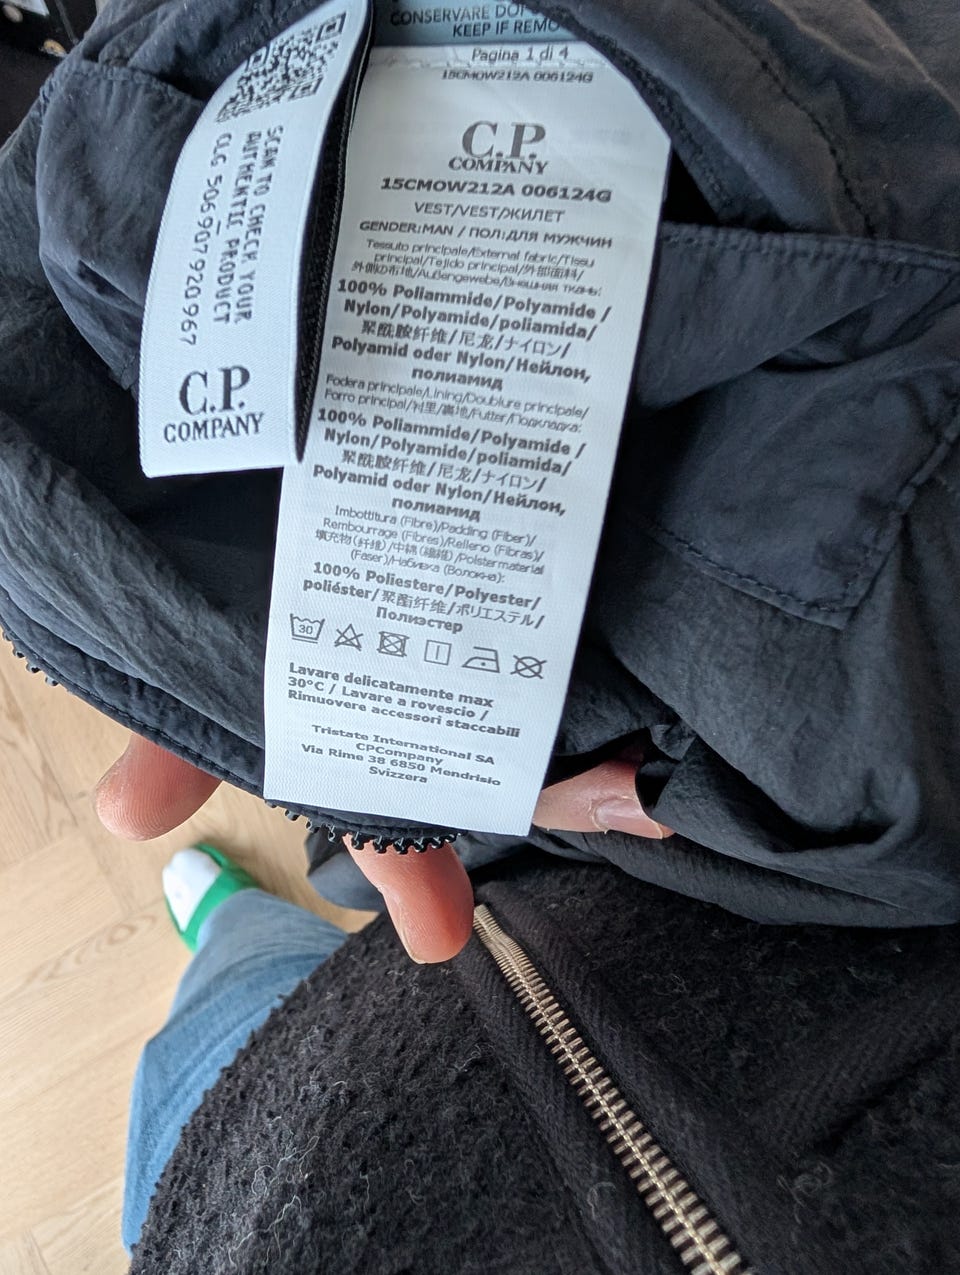 CONSERVARE
KEEP IF REMO
Pagina 1 di 4
15CMOW212A 006124G
C.P.
COMPANY
15CMOW212A 006124G
VEST/VEST/ЖИЛЕТ
GENDER:MAN / ПОЛ:ДЛЯ МУЖЧИН
Tessuto principale/External fabric/Tissu
principal/Tejido principal/外部面料/
外側の布地/Außengewebe/Внешняя ткань:
100% Poliammide/Polyamide /
Nylon/Polyamide/poliamida/
聚酰胺纤维/尼龙/ナイロン/
Polyamid oder Nylon/Нейлон,
полиамид
Fodera principale/Lining/Doublure principale/
Forro principal/衬里/裏地/Futter/Подкладка:
100% Poliammide/Polyamide /
Nylon/Polyamide/poliamida/
聚酰胺纤维/尼龙/ナイロン/
Polyamid oder Nylon/Нейлон,
полиамид
Imbottitura (Fibre)/Padding (Fiber)/
Rembourrage (Fibres)/Relleno (Fibras)/
填充物(纤维)/中綿(繊維)/Polstermaterial
(Faser)/Набивка (Волокна):
100% Poliestere/Polyester/
poliéster/聚酯纤维/ポリエステル/
Полиэстер
30
Lavare delicatamente max
30°C / Lavare a rovescio /
Rimuovere accessori staccabili
Tristate International SA
CPCompany
Via Rime 38 6850 Mendrisio
Svizzera
SCAN TO CHECK YOUR
AUTHENTIC PRODUCT
CLG 506907920967
C.P.
COMPANY